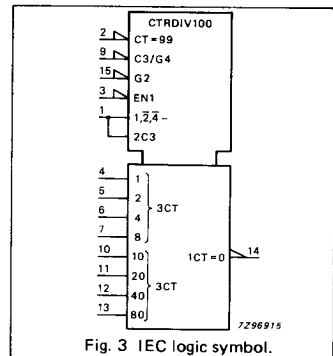 CTRDIV100
2 CT=99
9 C3/G4
15 G2
3 EN1
1 1,2̅,4̅–
2C3
4 1
5 2
6 4
7 8
3CT
10 10
11 20
12 40
13 80
3CT
1CT=0 14
7Z96915
Fig. 3 IEC logic symbol.